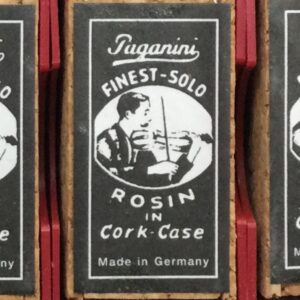 Paganini
FINEST-SOLO
ROSIN
IN
Cork-Case
Made in Germany